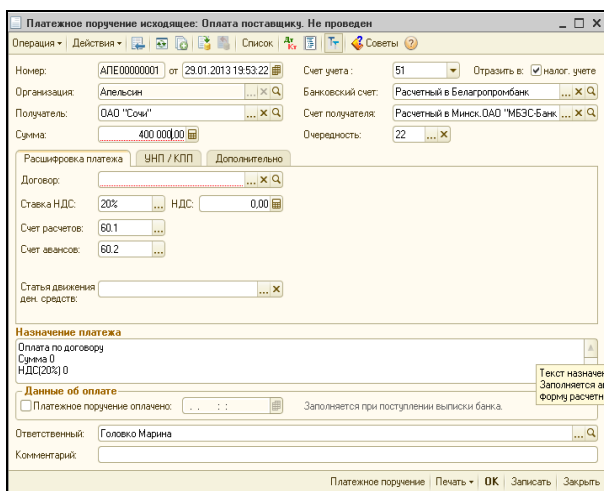 Платежное поручение исходящее: Оплата поставщику. Не проведен
Операция Действия Список Дт Кт Советы
Номер: АПЕ00000001 от 29.01.2013 19:53:22 Счет учета : 51 Отразить в: налог. учете
Организация: Апельсин ... Банковский счет: Расчетный в Белагропромбанк ...
Получатель: ОАО "Сочи" ... Счет получателя: Расчетный в Минск.ОАО "МБЭС-Банк ...
Сумма: 400 000,00 Очередность: 22 ...
Расшифровка платежа УНП / КПП Дополнительно
Договор: ...
Ставка НДС: 20% ... НДС: 0,00
Счет расчетов: 60.1 ...
Счет авансов: 60.2 ...
Статья движения ...
ден. средств:
Назначение платежа
Оплата по договору
Сумма 0
НДС(20%) 0
Текст назначен
Заполняется ав
Форму расчетн
Данные об оплате
Платежное поручение оплачено: . . : : Заполняется при поступлении выписки банка.
Ответственный: Головко Марина ...
Комментарий:
Платежное поручение Печать OK Записать Закрыть